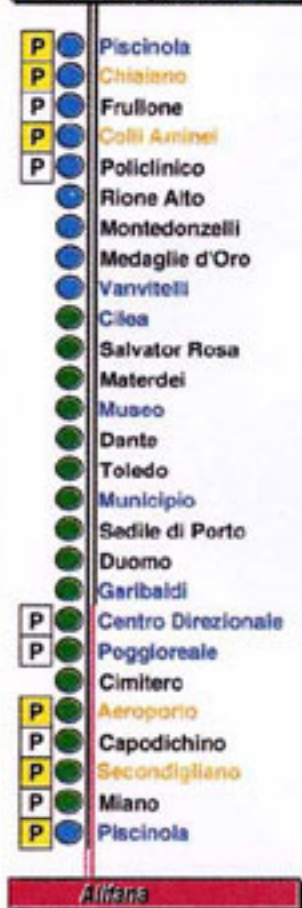 P Piscinola
P Chiaiano
P Frullone
P Colli Aminei
P Policlinico
Rione Alto
Montedonzelli
Medaglie d'Oro
Vanvitelli
Cilea
Salvator Rosa
Materdei
Museo
Dante
Toledo
Municipio
Sedile di Porto
Duomo
Garibaldi
P Centro Direzionale
P Poggioreale
Cimitero
P Aeroporto
P Capodichino
P Secondigliano
P Miano
P Piscinola
Alifana